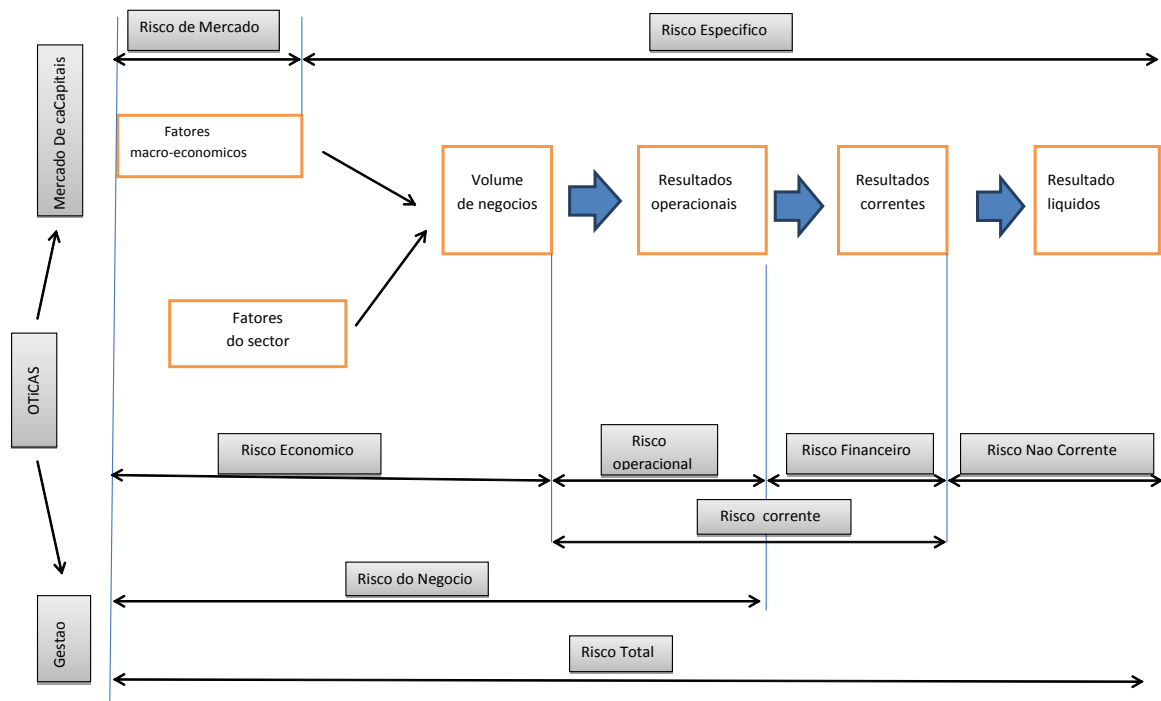 Risco de Mercado
Risco Especifico
Mercado De caCapitais
Fatores
macro-economicos
Volume
de negocios
Resultados
operacionais
Resultados
correntes
Resultado
liquidos
Fatores
do sector
OTiCAS
Risco Economico
Risco
operacional
Risco Financeiro
Risco Nao Corrente
Risco corrente
Risco do Negocio
Gestao
Risco Total